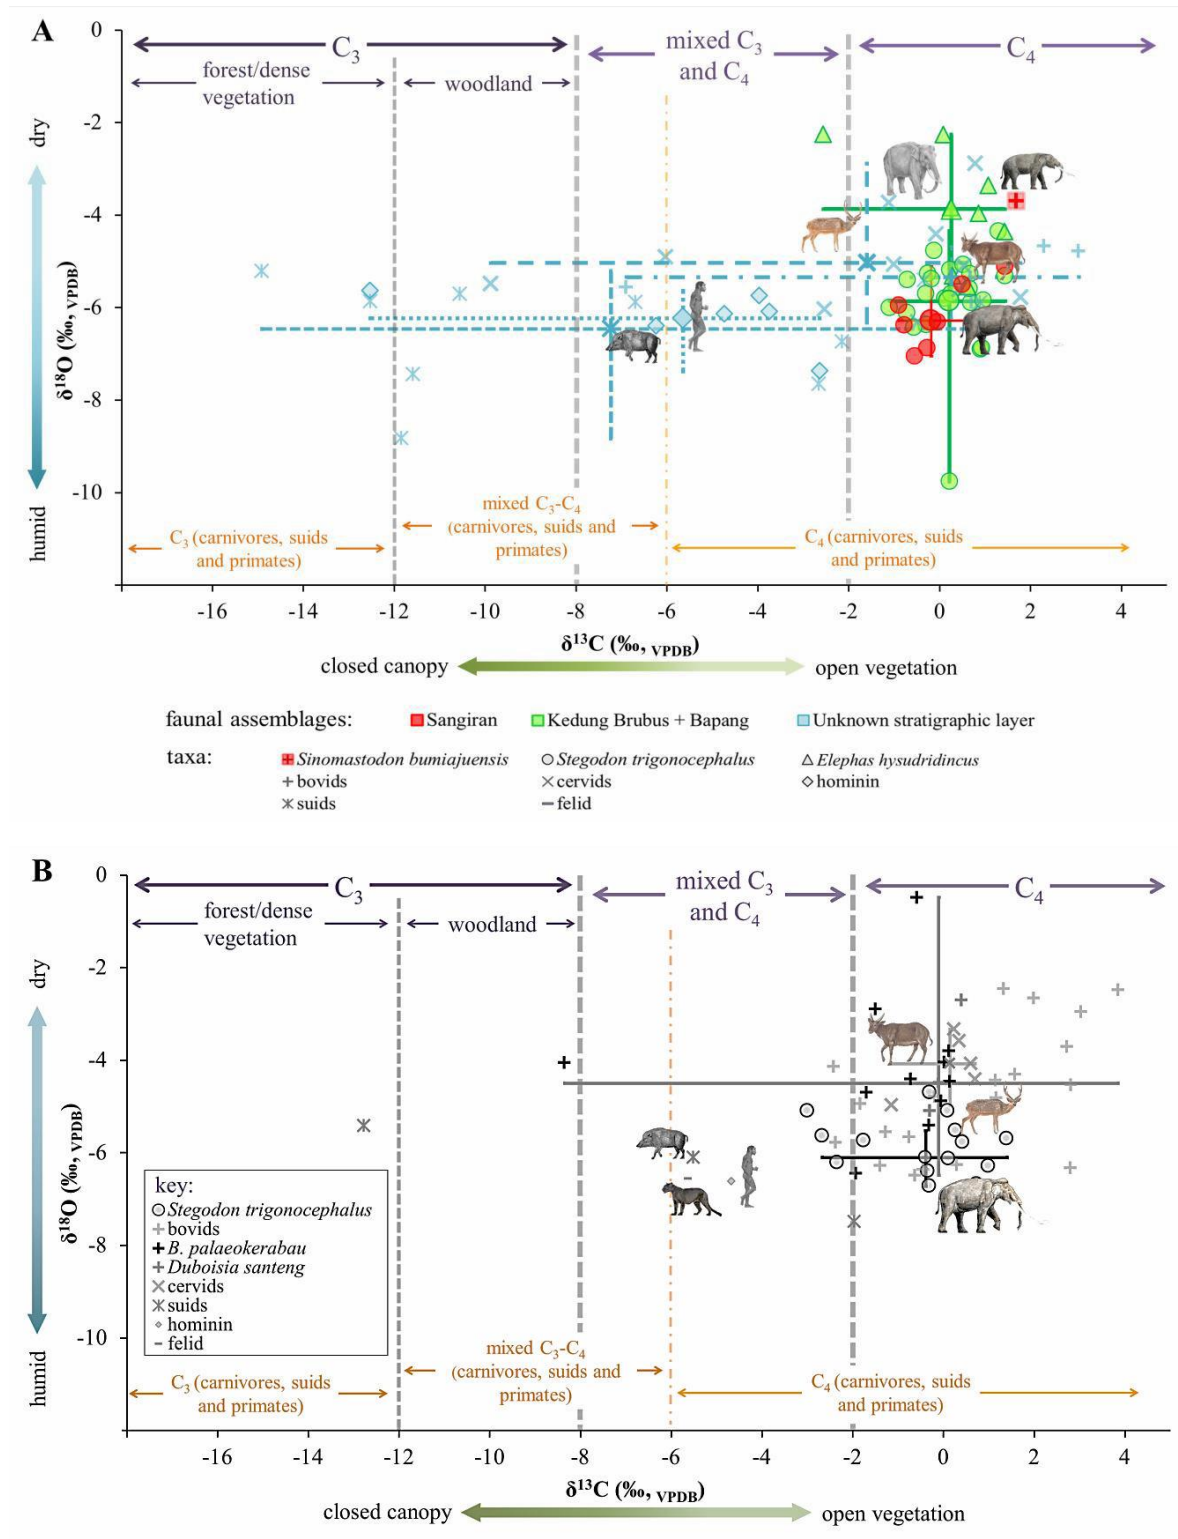 A
0
C₃
mixed C₃
and C₄
C₄
forest/dense
vegetation
woodland
-2
dry
-4
δ¹⁸O (‰, VPDB)
-6
-8
-10
humid
mixed C₃-C₄
(carnivores, suids and
primates)
C₃ (carnivores, suids
and primates)
C₄ (carnivores, suids
and primates)
-16 -14 -12 -10 -8 -6 -4 -2 0 2 4
δ¹³C (‰, VPDB)
closed canopy open vegetation
faunal assemblages: Sangiran Kedung Brubus + Bapang Unknown stratigraphic layer
taxa: Sinomastodon bumiajuensis Stegodon trigonocephalus Elephas hysudridincus
bovids cervids hominin
suids felid
B
0
C₃
mixed C₃
and C₄
C₄
forest/dense
vegetation
woodland
-2
dry
-4
δ¹⁸O (‰, VPDB)
-6
key:
Stegodon trigonocephalus
bovids
B. palaeokerabau
Duboisia santeng
cervids
suids
hominin
felid
-8
-10
humid
mixed C₃-C₄
(carnivores, suids and
primates)
C₃ (carnivores, suids
and primates)
C₄ (carnivores, suids
and primates)
-16 -14 -12 -10 -8 -6 -4 -2 0 2 4
δ¹³C (‰, VPDB)
closed canopy open vegetation